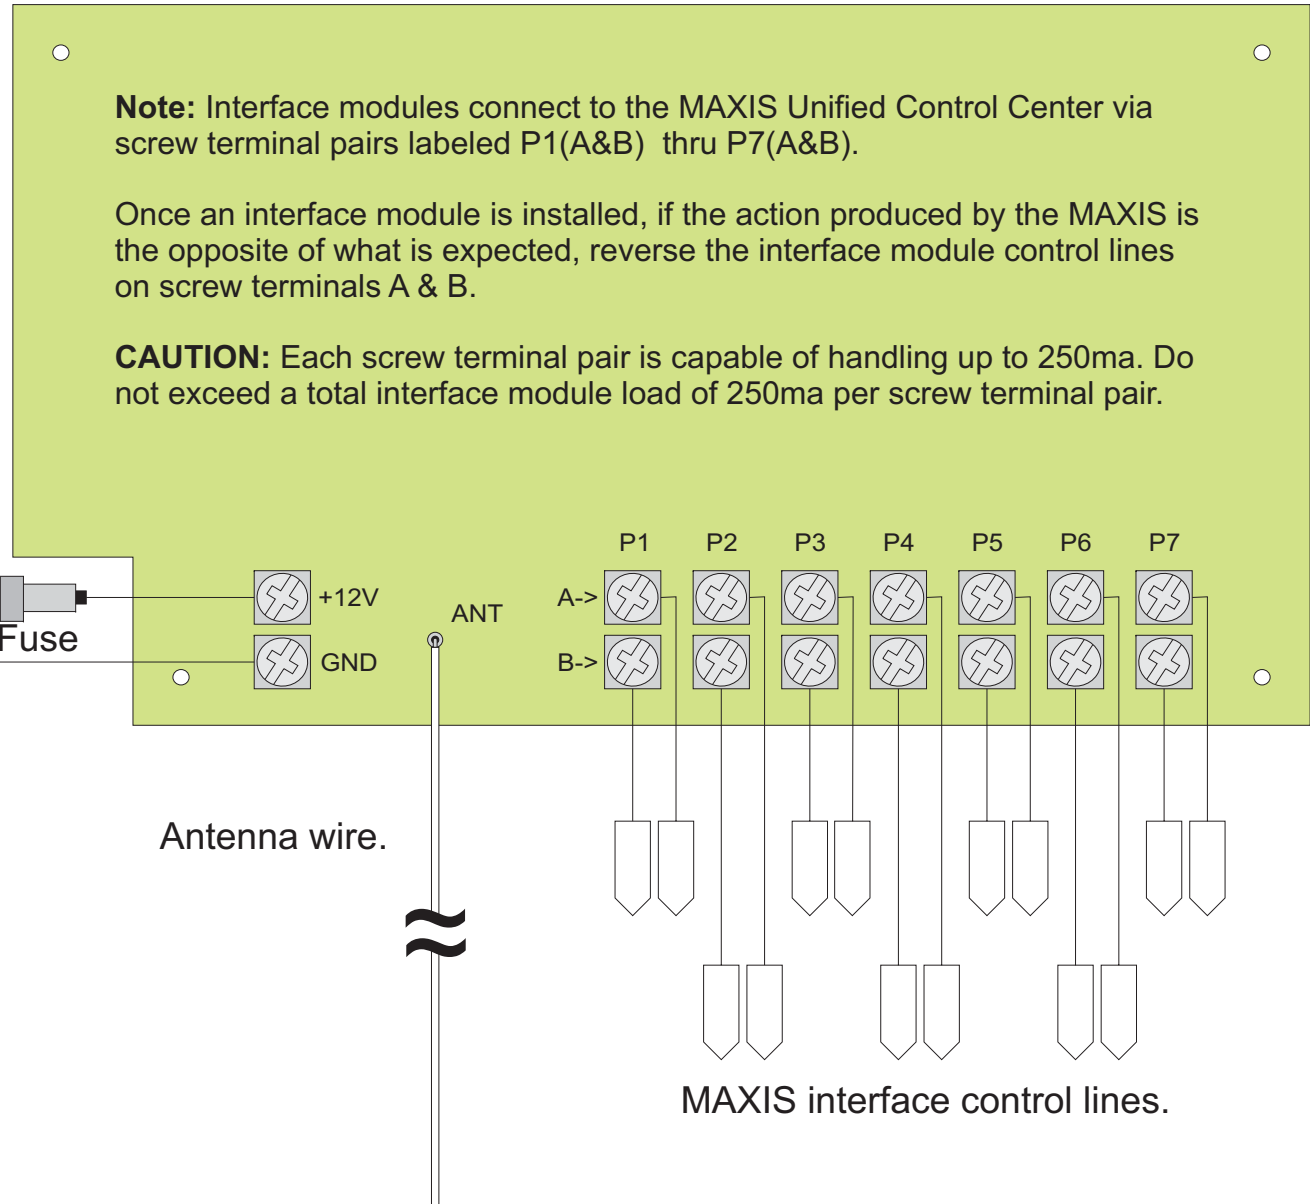 Note: Interface modules connect to the MAXIS Unified Control Center via
screw terminal pairs labeled P1(A&B)  thru P7(A&B).
Once an interface module is installed, if the action produced by the MAXIS is
the opposite of what is expected, reverse the interface module control lines
on screw terminals A & B.
CAUTION: Each screw terminal pair is capable of handling up to 250ma. Do
not exceed a total interface module load of 250ma per screw terminal pair.
P1 P2 P3 P4 P5 P6 P7
+12V
ANT
A->
Fuse
GND
B->
Antenna wire.
MAXIS interface control lines.